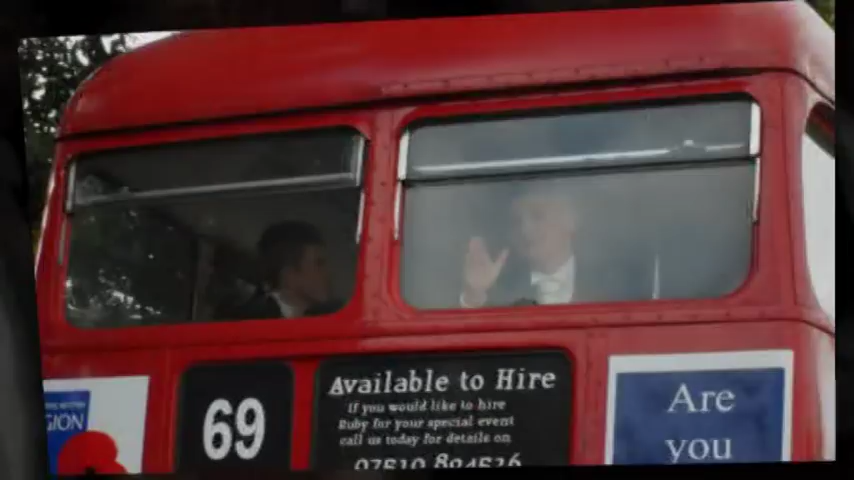 Available to Hire
If you would like to hire
Ruby for your special event
call us today for details on
69
Are
you
GION